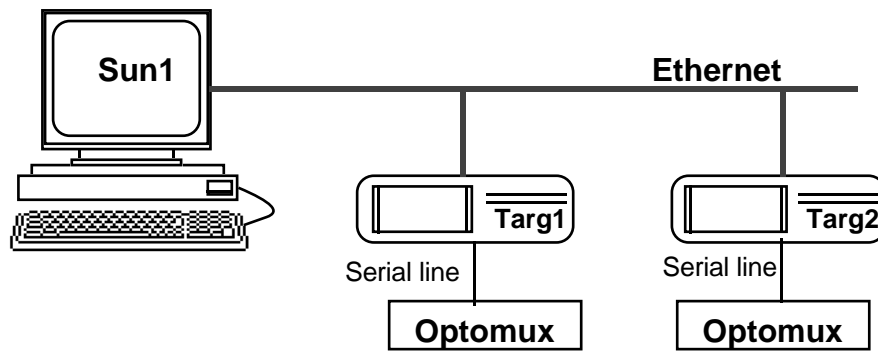 Sun1
Ethernet
Targ1
Targ2
Serial line
Serial line
Optomux
Optomux